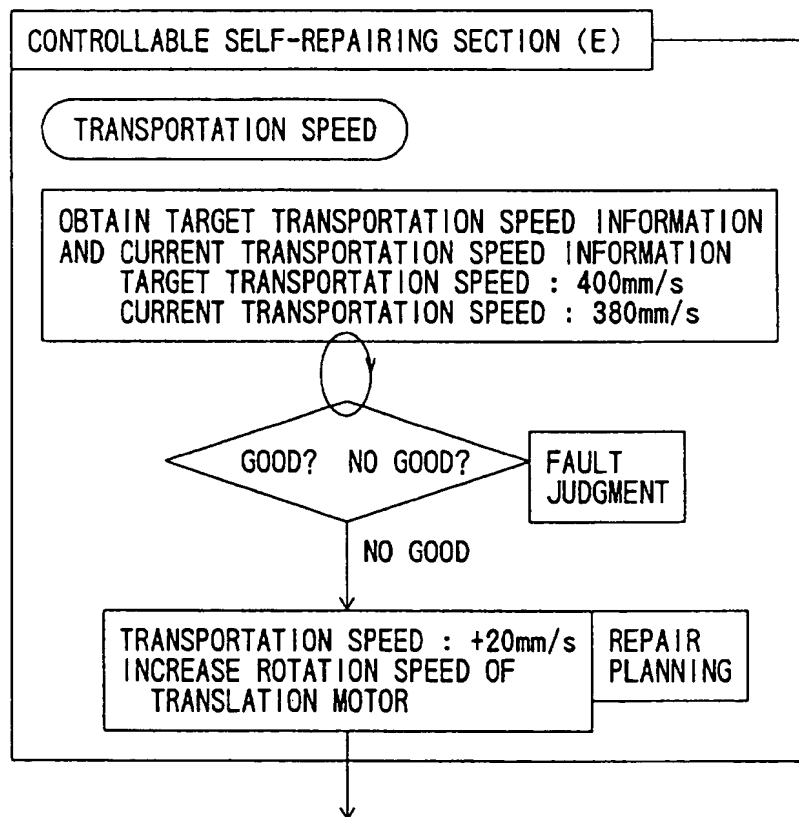 CONTROLLABLE SELF-REPAIRING SECTION (E)
TRANSPORTATION SPEED
OBTAIN TARGET TRANSPORTATION SPEED INFORMATION
AND CURRENT TRANSPORTATION SPEED INFORMATION
TARGET TRANSPORTATION SPEED : 400mm/s
CURRENT TRANSPORTATION SPEED : 380mm/s
GOOD? NO GOOD?
FAULT
JUDGMENT
NO GOOD
TRANSPORTATION SPEED : +20mm/s
INCREASE ROTATION SPEED OF
TRANSLATION MOTOR
REPAIR
PLANNING